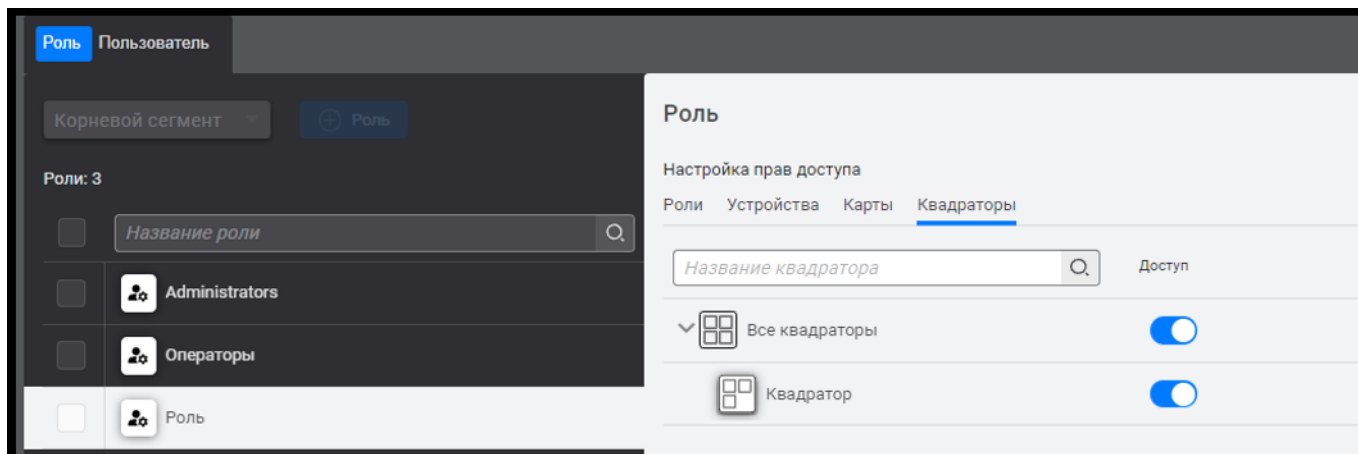 Роль Пользователь
Корневой сегмент
Роль
Роли: 3
Название роли
Administrators
Операторы
Роль
Роль
Настройка прав доступа
Роли Устройства Карты Квадраторы
Название квадратора Доступ
Все квадраторы
Квадратор